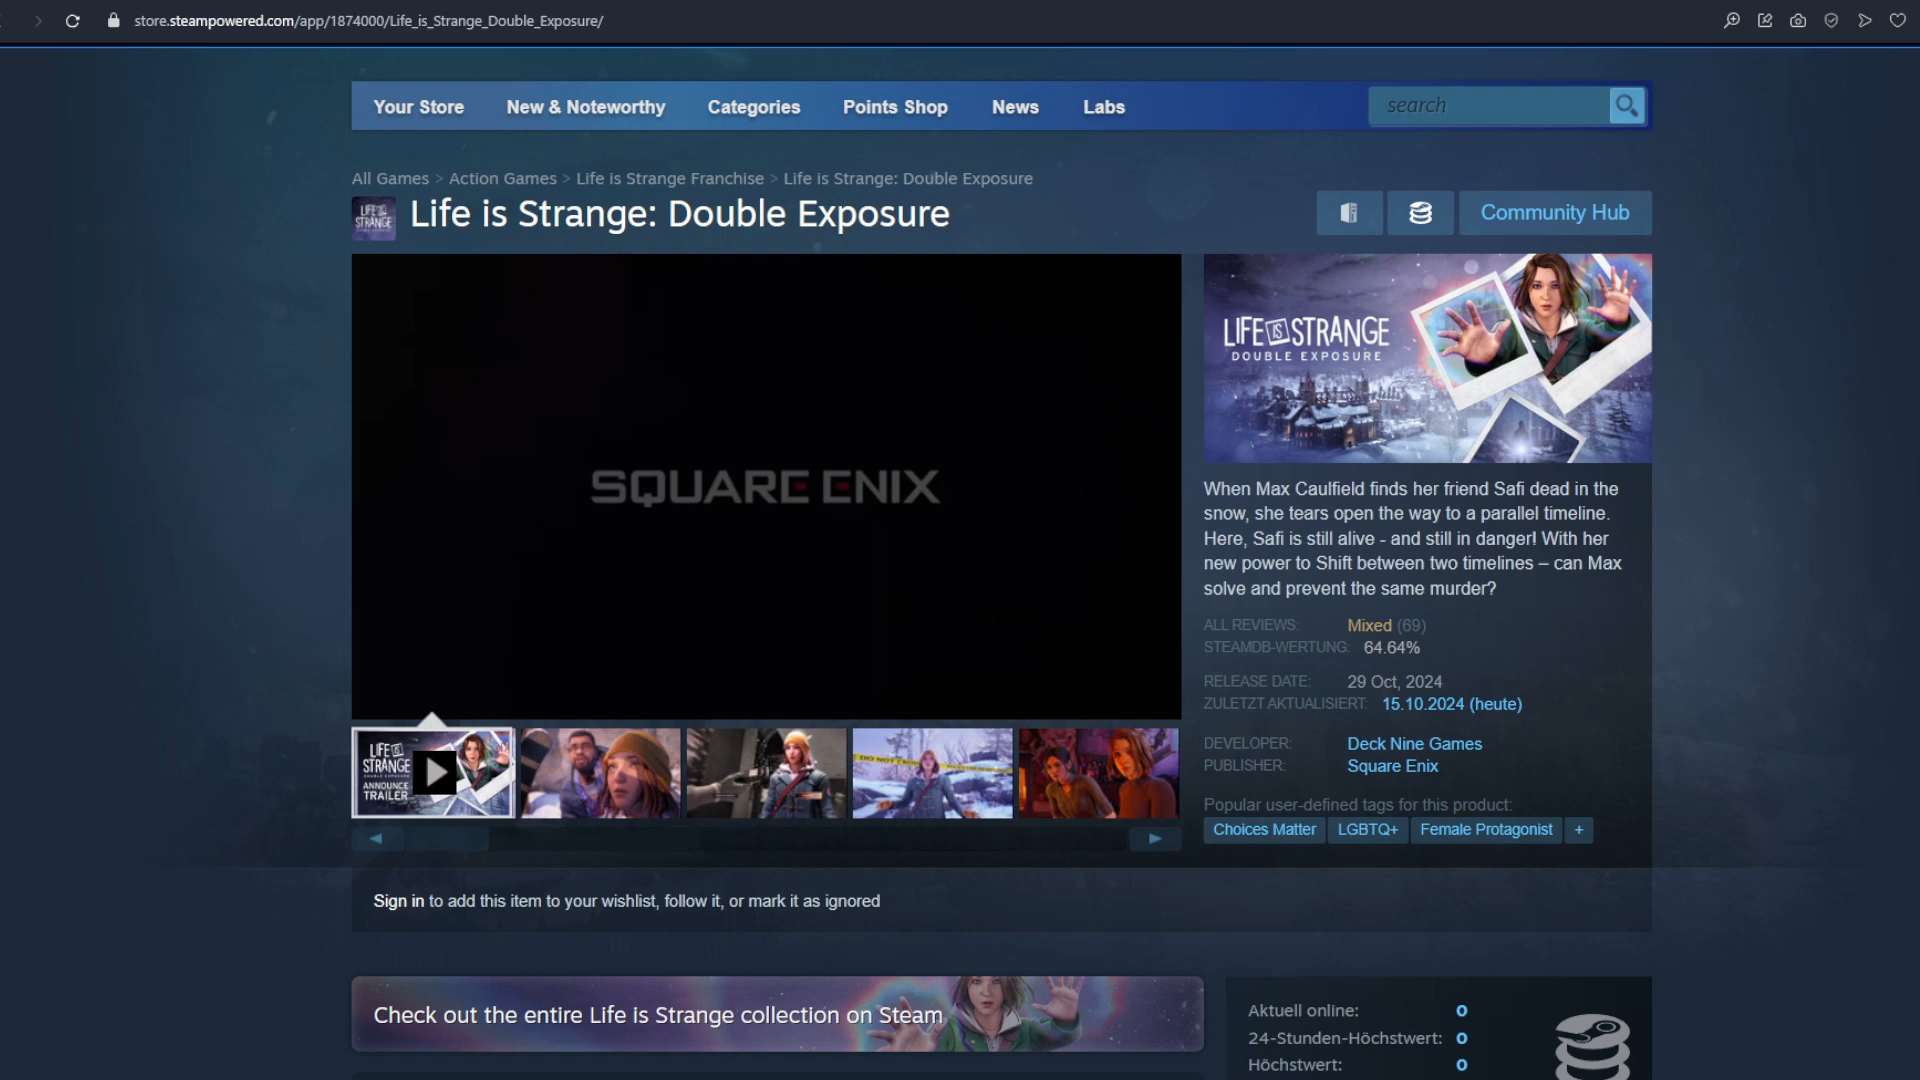 store.steampowered.com/app/1874000/Life_is_Strange_Double_Exposure/
Your Store
New & Noteworthy
Categories
Points Shop
News
Labs
search
All Games > Action Games > Life is Strange Franchise > Life is Strange: Double Exposure
LIFE IS STRANGE
Life is Strange: Double Exposure
Community Hub
SQUARE ENIX
LIFE IS STRANGE
DOUBLE EXPOSURE
When Max Caulfield finds her friend Safi dead in the
snow, she tears open the way to a parallel timeline.
Here, Safi is still alive - and still in danger! With her
new power to Shift between two timelines – can Max
solve and prevent the same murder?
ALL REVIEWS: Mixed (69)
STEAMDB-WERTUNG: 64.64%
RELEASE DATE: 29 Oct, 2024
ZULETZT AKTUALISIERT: 15.10.2024 (heute)
DEVELOPER: Deck Nine Games
PUBLISHER: Square Enix
Popular user-defined tags for this product:
Choices Matter
LGBTQ+
Female Protagonist
+
LIFE IS
STRANGE
DOUBLE EXPOSURE
ANNOUNCE
TRAILER
DO NOT CROSS
Sign in to add this item to your wishlist, follow it, or mark it as ignored
Check out the entire Life is Strange collection on Steam
Aktuell online: 0
24-Stunden-Höchstwert: 0
Höchstwert: 0